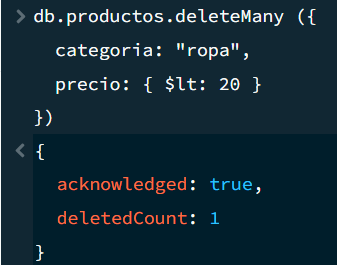 > db.productos.deleteMany ({
categoria: "ropa",
precio: { $lt: 20 }
})
< {
acknowledged: true,
deletedCount: 1
}